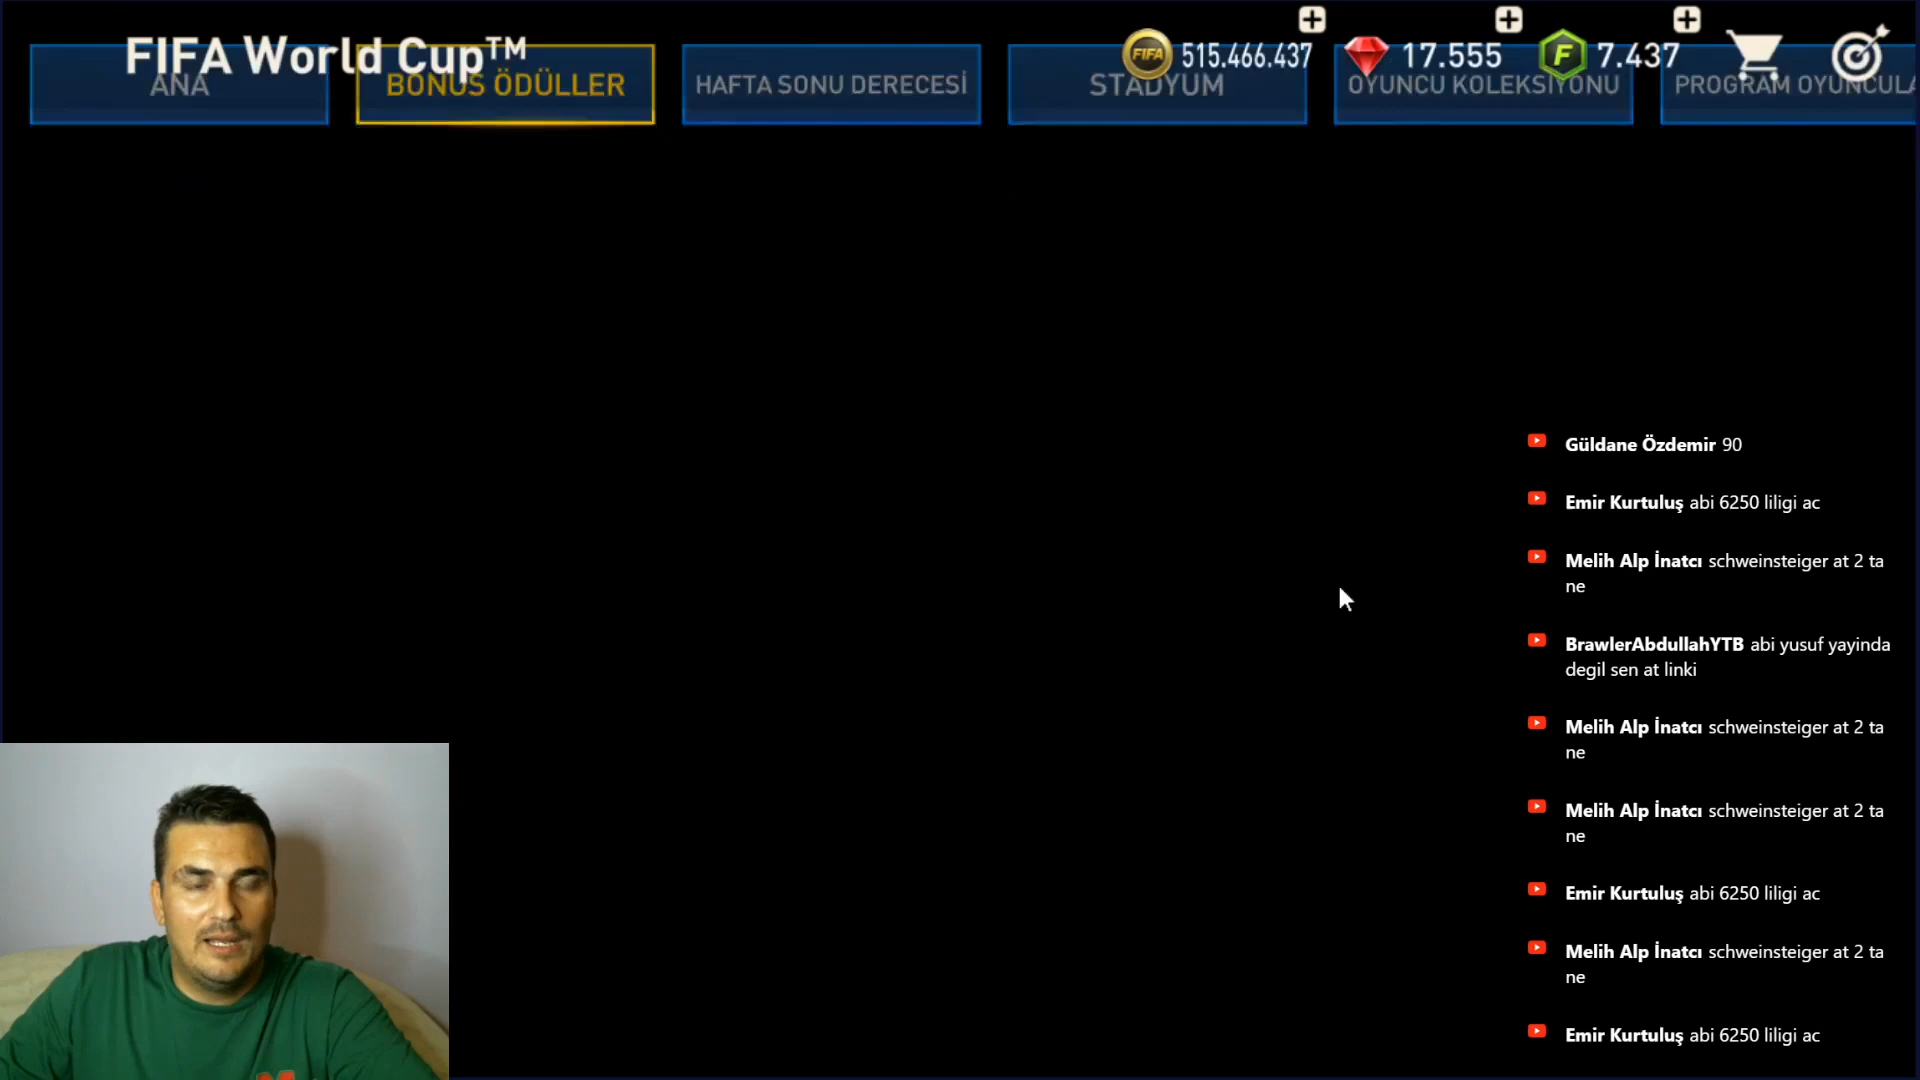 FIFA World Cup™
FIFA 515.466.437
17.555
F 7.437
ANA
BONUS ÖDÜLLER
HAFTA SONU DERECESİ
STADYUM
OYUNCU KOLEKSİYONU
PROGRAM OYUNCULA
Güldane Özdemir 90
Emir Kurtuluş abi 6250 liligi ac
Melih Alp İnatcı schweinsteiger at 2 ta
ne
BrawlerAbdullahYTB abi yusuf yayinda
degil sen at linki
Melih Alp İnatcı schweinsteiger at 2 ta
ne
Melih Alp İnatcı schweinsteiger at 2 ta
ne
Emir Kurtuluş abi 6250 liligi ac
Melih Alp İnatcı schweinsteiger at 2 ta
ne
Emir Kurtuluş abi 6250 liligi ac